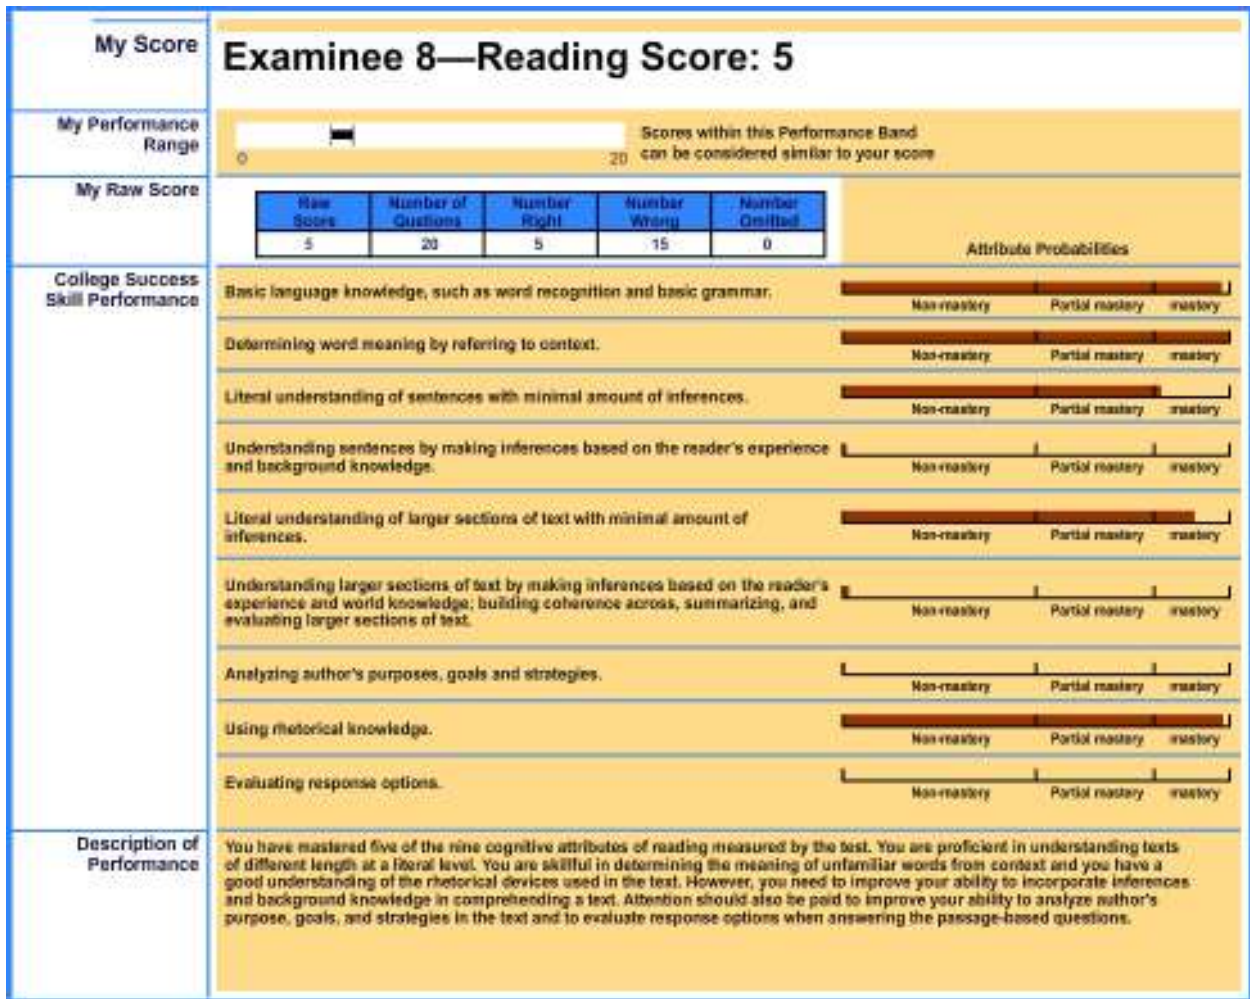 My Score
Examinee 8—Reading Score: 5
My Performance
Range
0
20
Scores within this Performance Band
can be considered similar to your score
My Raw Score
Raw
Score
Number of
Qustions
Number
Right
Number
Wrong
Number
Omitted
5
20
5
15
0
Attribute Probabilities
College Success
Skill Performance
Basic language knowledge, such as word recognition and basic grammar.
Non-mastery Partial mastery mastery
Determining word meaning by referring to context.
Non-mastery Partial mastery mastery
Literal understanding of sentences with minimal amount of inferences.
Non-mastery Partial mastery mastery
Understanding sentences by making inferences based on the reader's experience
and background knowledge.
Non-mastery Partial mastery mastery
Literal understanding of larger sections of text with minimal amount of
inferences.
Non-mastery Partial mastery mastery
Understanding larger sections of text by making inferences based on the reader's
experience and world knowledge; building coherence across, summarizing, and
evaluating larger sections of text.
Non-mastery Partial mastery mastery
Analyzing author's purposes, goals and strategies.
Non-mastery Partial mastery mastery
Using rhetorical knowledge.
Non-mastery Partial mastery mastery
Evaluating response options.
Non-mastery Partial mastery mastery
Description of
Performance
You have mastered five of the nine cognitive attributes of reading measured by the test. You are proficient in understanding texts
of different length at a literal level. You are skillful in determining the meaning of unfamiliar words from context and you have a
good understanding of the rhetorical devices used in the text. However, you need to improve your ability to incorporate inferences
and background knowledge in comprehending a text. Attention should also be paid to improve your ability to analyze author's
purpose, goals, and strategies in the text and to evaluate response options when answering the passage-based questions.